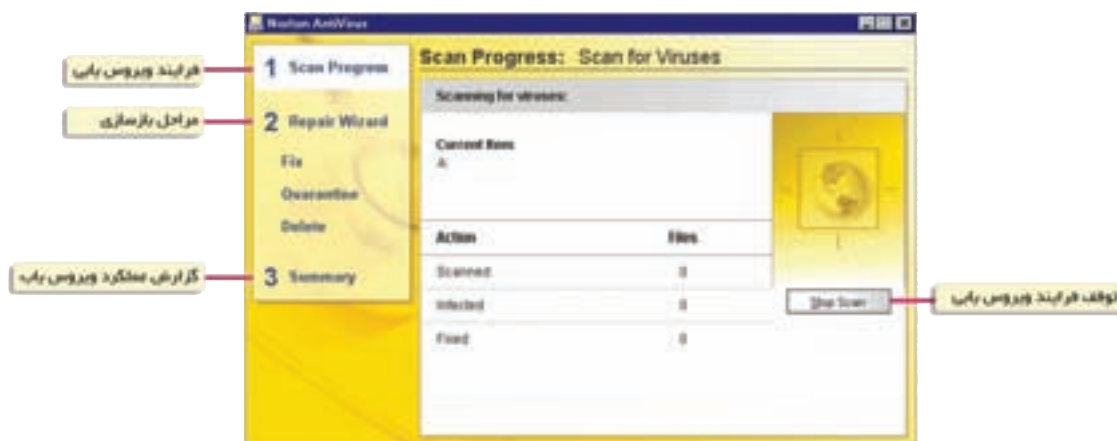 Norton AntiVirus
فرایند ویروس یابی
1 Scan Progress
مراحل بازسازی
2 Repair Wizard
Fix
Quarantine
Delete
گزارش عملکرد ویروس یاب
3 Summary
Scan Progress: Scan for Viruses
Scanning for viruses:
Current Item
A:
Action Files
Scanned 0
Infected 0
Fixed 0
Stop Scan
توقف فرایند ویروس یابی